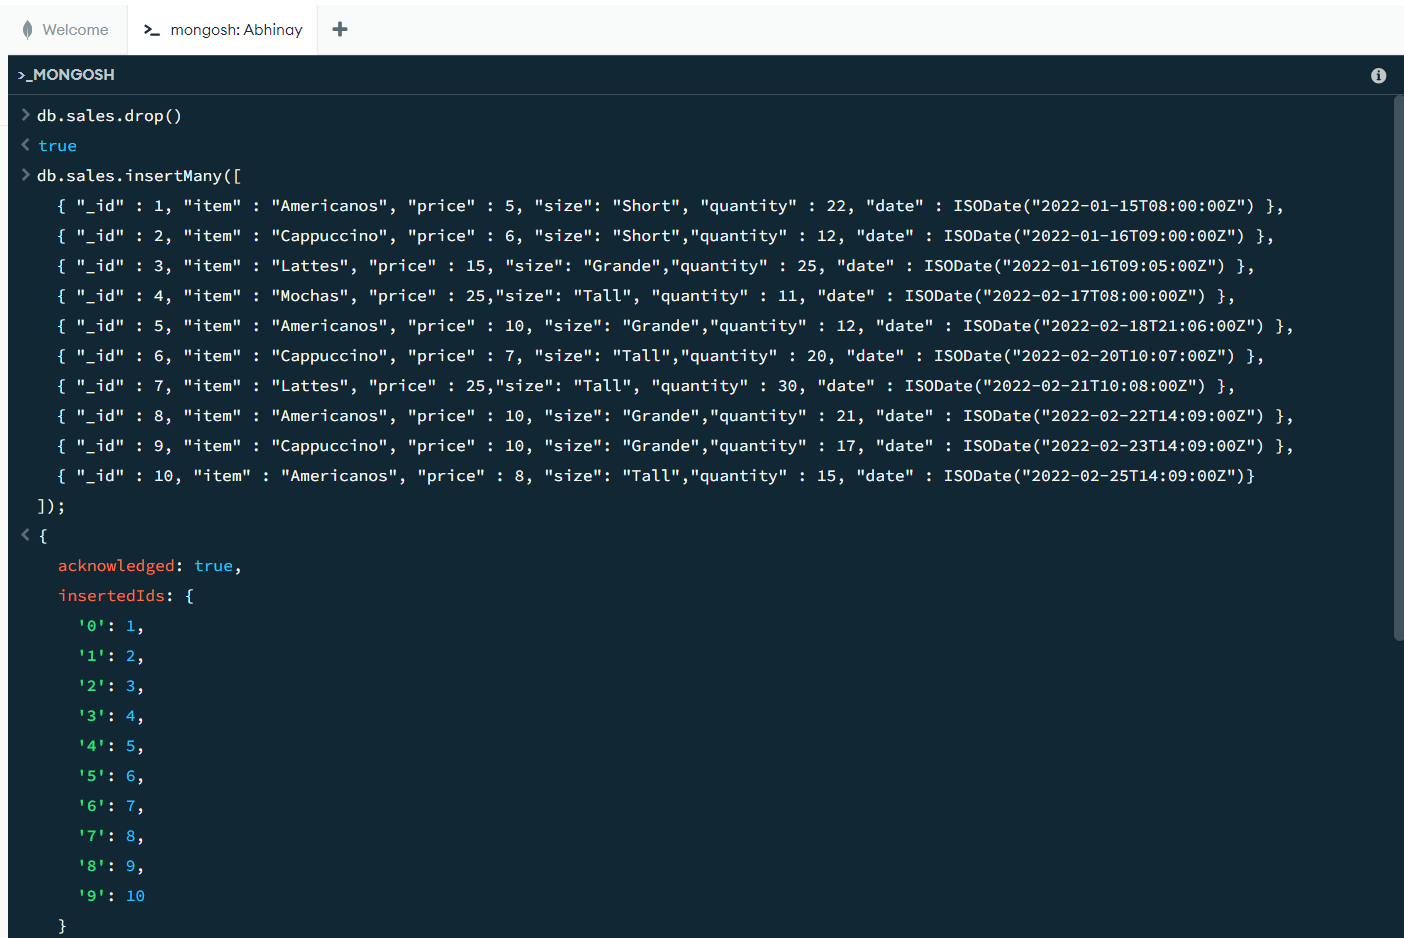 Welcome
>_ mongosh: Abhinay +
>_MONGOSH
> db.sales.drop()
< true
> db.sales.insertMany([
{ "_id" : 1, "item" : "Americanos", "price" : 5, "size": "Short", "quantity" : 22, "date" : ISODate("2022-01-15T08:00:00Z") },
{ "_id" : 2, "item" : "Cappuccino", "price" : 6, "size": "Short","quantity" : 12, "date" : ISODate("2022-01-16T09:00:00Z") },
{ "_id" : 3, "item" : "Lattes", "price" : 15, "size": "Grande","quantity" : 25, "date" : ISODate("2022-01-16T09:05:00Z") },
{ "_id" : 4, "item" : "Mochas", "price" : 25,"size": "Tall", "quantity" : 11, "date" : ISODate("2022-02-17T08:00:00Z") },
{ "_id" : 5, "item" : "Americanos", "price" : 10, "size": "Grande","quantity" : 12, "date" : ISODate("2022-02-18T21:06:00Z") },
{ "_id" : 6, "item" : "Cappuccino", "price" : 7, "size": "Tall","quantity" : 20, "date" : ISODate("2022-02-20T10:07:00Z") },
{ "_id" : 7, "item" : "Lattes", "price" : 25,"size": "Tall", "quantity" : 30, "date" : ISODate("2022-02-21T10:08:00Z") },
{ "_id" : 8, "item" : "Americanos", "price" : 10, "size": "Grande","quantity" : 21, "date" : ISODate("2022-02-22T14:09:00Z") },
{ "_id" : 9, "item" : "Cappuccino", "price" : 10, "size": "Grande","quantity" : 17, "date" : ISODate("2022-02-23T14:09:00Z") },
{ "_id" : 10, "item" : "Americanos", "price" : 8, "size": "Tall","quantity" : 15, "date" : ISODate("2022-02-25T14:09:00Z")}
]);
< {
acknowledged: true,
insertedIds: {
'0': 1,
'1': 2,
'2': 3,
'3': 4,
'4': 5,
'5': 6,
'6': 7,
'7': 8,
'8': 9,
'9': 10
}